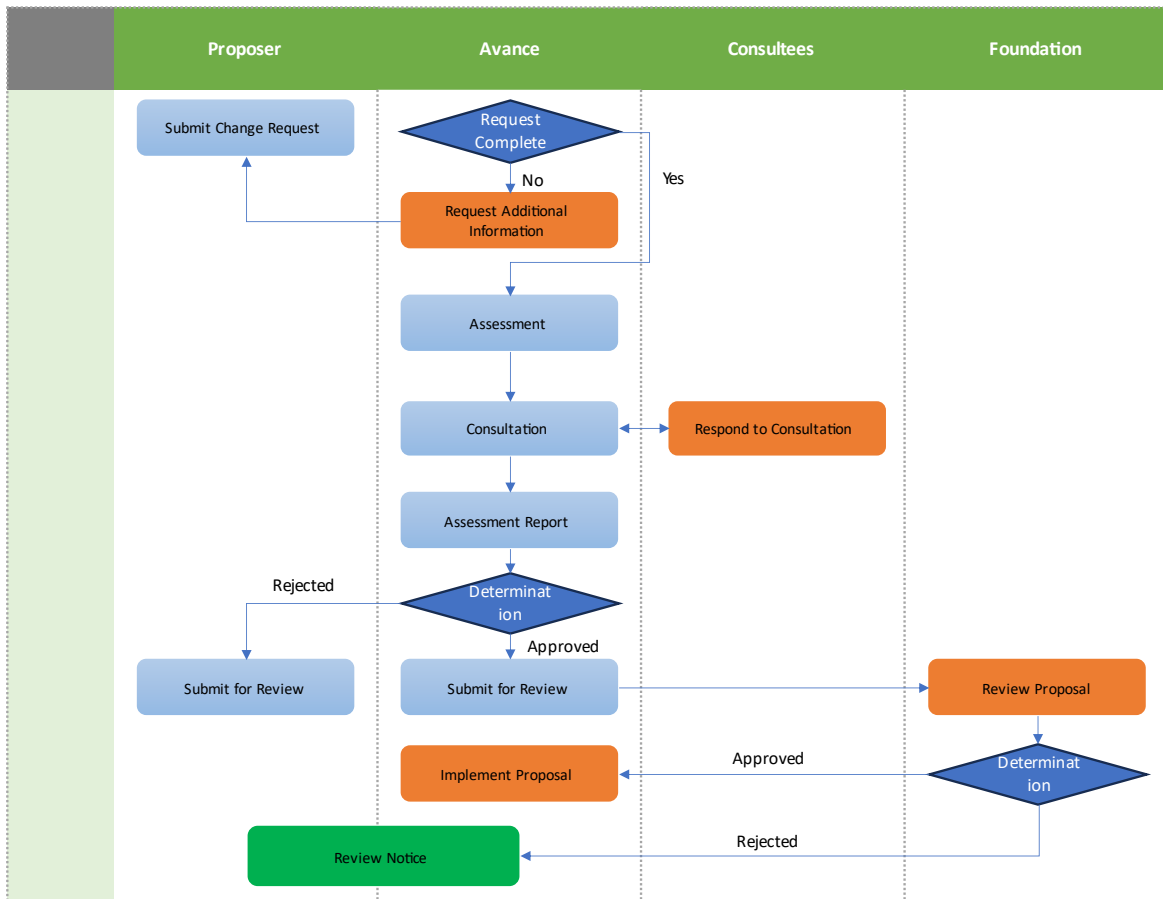 Proposer
Avance
Consultees
Foundation
Submit Change Request
Request
Complete
No
Yes
Request Additional
Information
Assessment
Consultation
Respond to Consultation
Assessment Report
Rejected
Determinat
ion
Approved
Submit for Review
Submit for Review
Review Proposal
Implement Proposal
Approved
Determinat
ion
Rejected
Review Notice